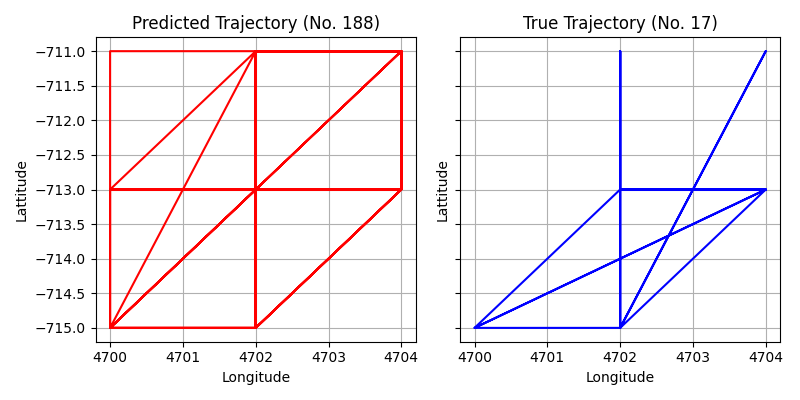 Predicted Trajectory (No. 188)
True Trajectory (No. 17)
−711.0
−711.5
−712.0
−712.5
−713.0
−713.5
−714.0
−714.5
−715.0
Lattitude
Lattitude
4700 4701 4702 4703 4704
4700 4701 4702 4703 4704
Longitude
Longitude